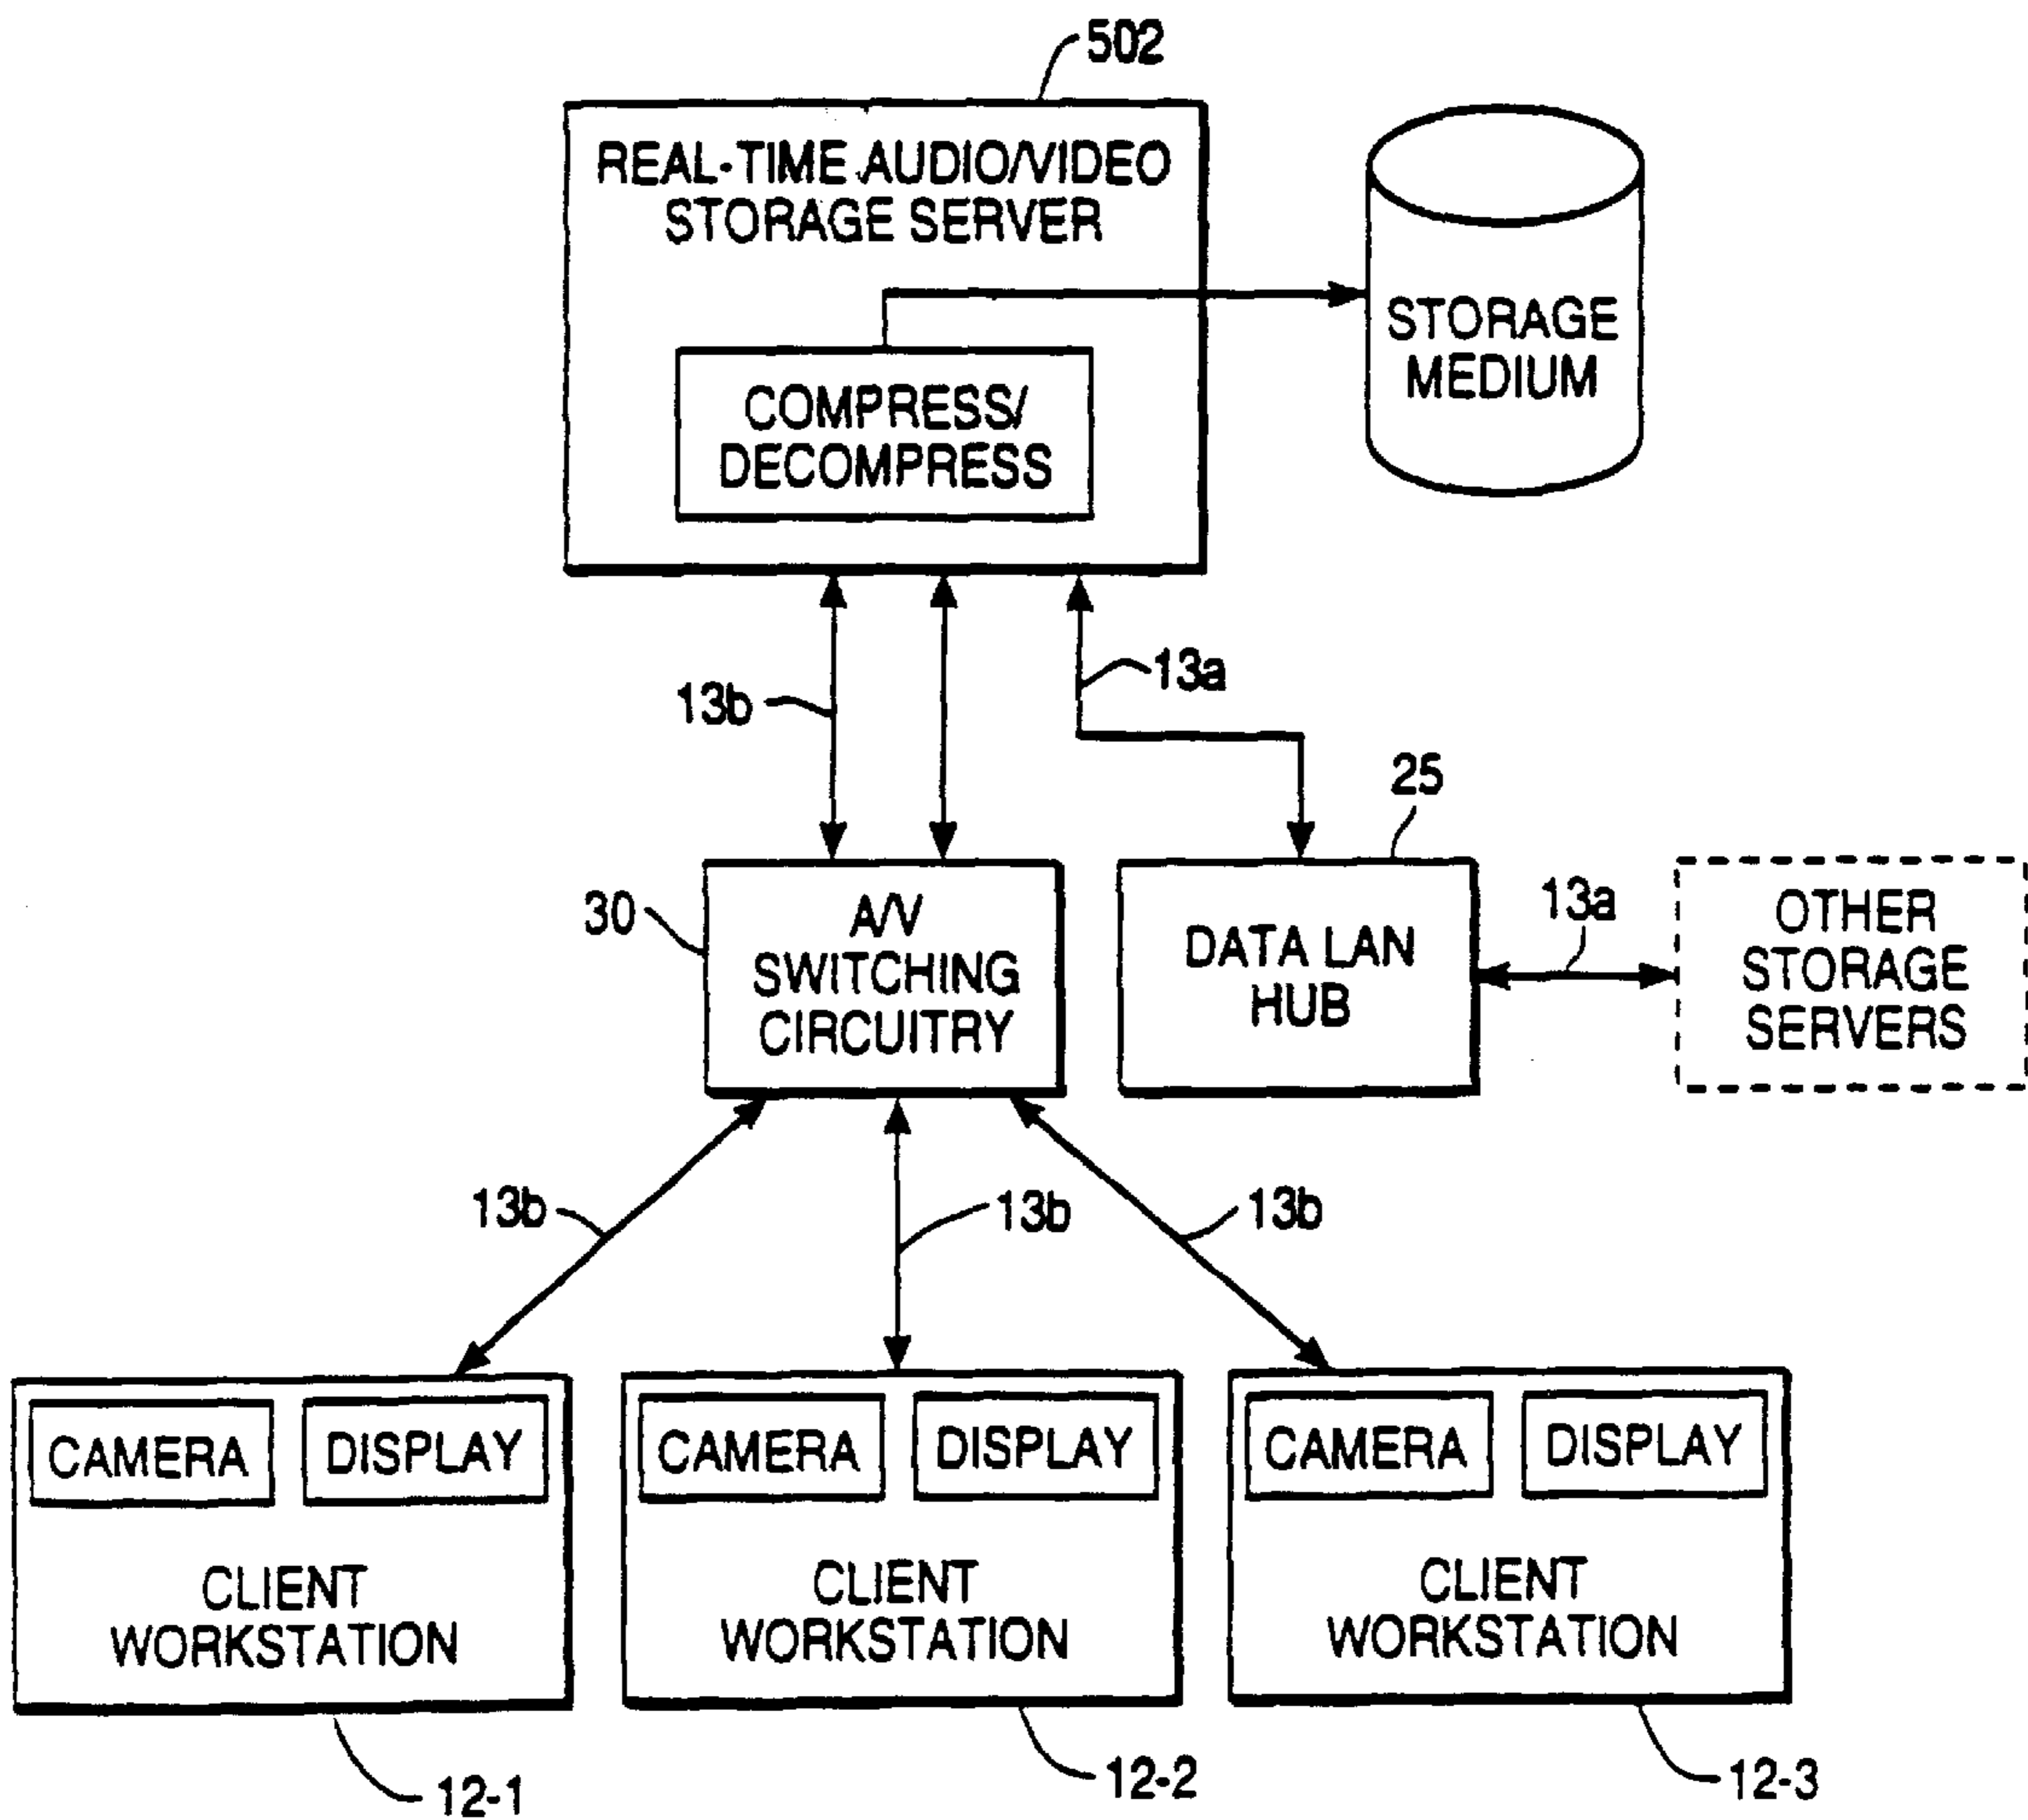 502
REAL-TIME AUDIO/VIDEO
STORAGE SERVER
COMPRESS/
DECOMPRESS
STORAGE
MEDIUM
13b
13a
25
30
A/V
SWITCHING
CIRCUITRY
DATA LAN
HUB
13a
OTHER
STORAGE
SERVERS
13b
13b
13b
CAMERA
DISPLAY
CLIENT
WORKSTATION
CAMERA
DISPLAY
CLIENT
WORKSTATION
CAMERA
DISPLAY
CLIENT
WORKSTATION
12-1
12-2
12-3